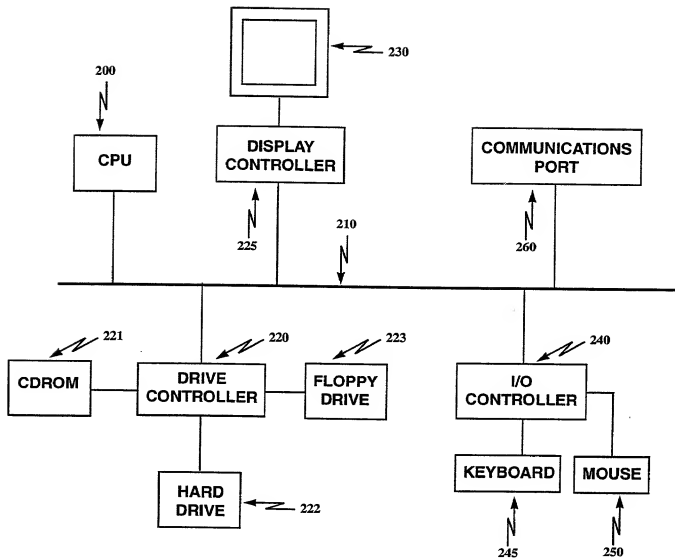 230
200
CPU
DISPLAY
CONTROLLER
COMMUNICATIONS
PORT
225
210
260
221
220
223
240
CDROM
DRIVE
CONTROLLER
FLOPPY
DRIVE
I/O
CONTROLLER
KEYBOARD
MOUSE
HARD
DRIVE
222
245
250